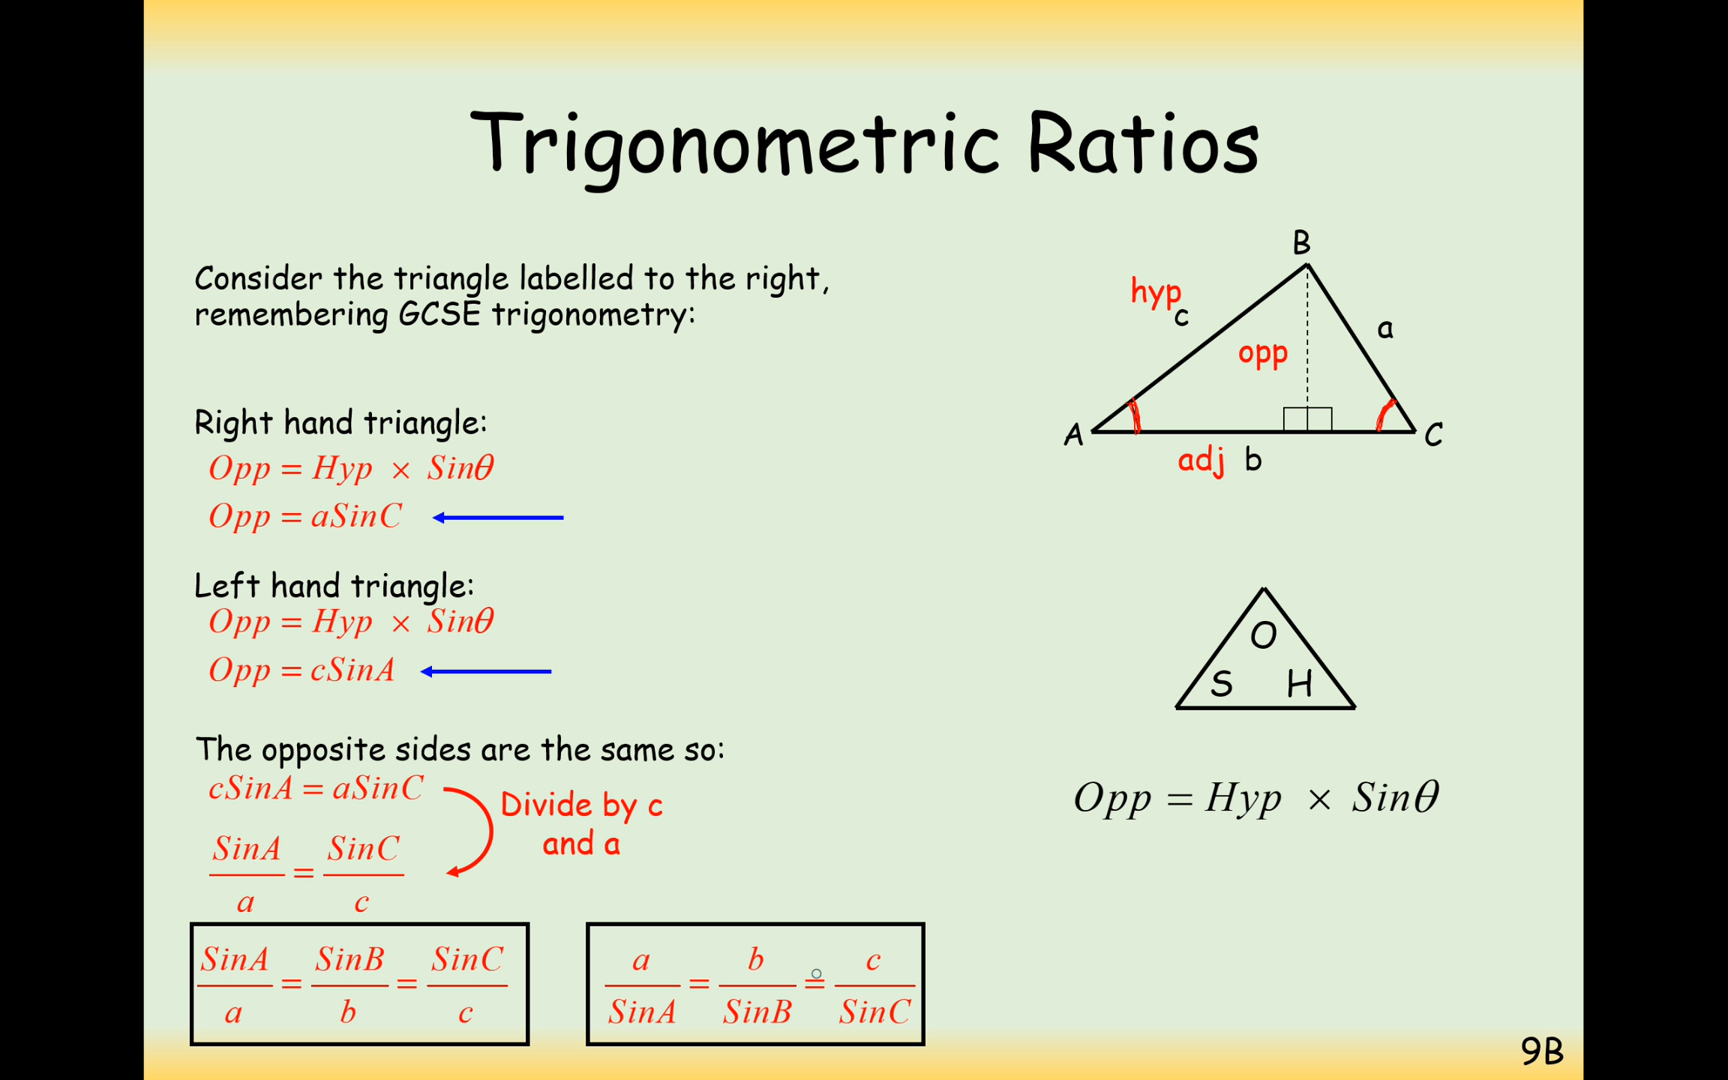 Trigonometric Ratios
Consider the triangle labelled to the right,
remembering GCSE trigonometry:
Right hand triangle:
Opp = Hyp × Sinθ
Opp = aSinC
Left hand triangle:
Opp = Hyp × Sinθ
Opp = cSinA
The opposite sides are the same so:
cSinA = aSinC
Divide by c
and a
SinA/a = SinC/c
SinA/a = SinB/b = SinC/c
a/SinA = b/SinB = c/SinC
B
hyp
c
a
opp
A
C
adj b
O
S H
Opp = Hyp × Sinθ
9B